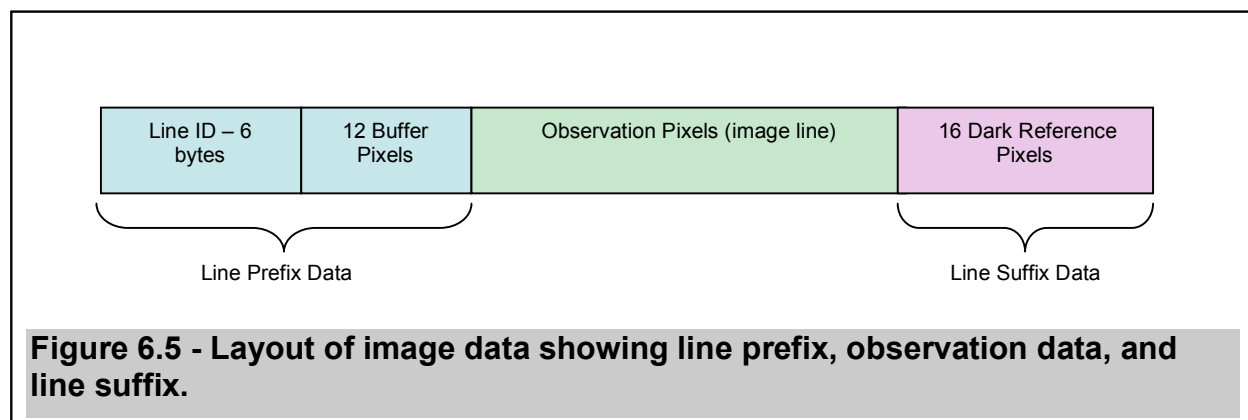 Line ID – 6
bytes
12 Buffer
Pixels
Observation Pixels (image line)
16 Dark Reference
Pixels
Line Prefix Data
Line Suffix Data
Figure 6.5 - Layout of image data showing line prefix, observation data, and
line suffix.